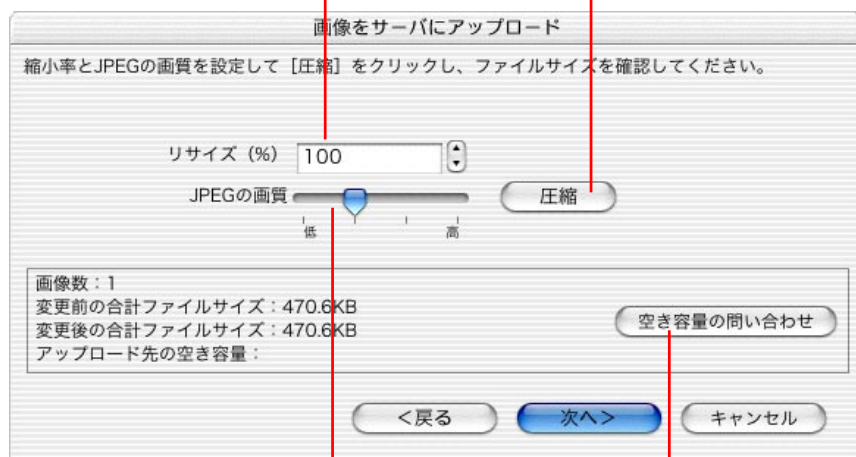 画像をサーバにアップロード
縮小率とJPEGの画質を設定して［圧縮］をクリックし、ファイルサイズを確認してください。
リサイズ（%） 100
JPEGの画質 圧縮
低 高
画像数：1
変更前の合計ファイルサイズ：470.6KB
変更後の合計ファイルサイズ：470.6KB
アップロード先の空き容量：
空き容量の問い合わせ
<戻る 次へ> キャンセル